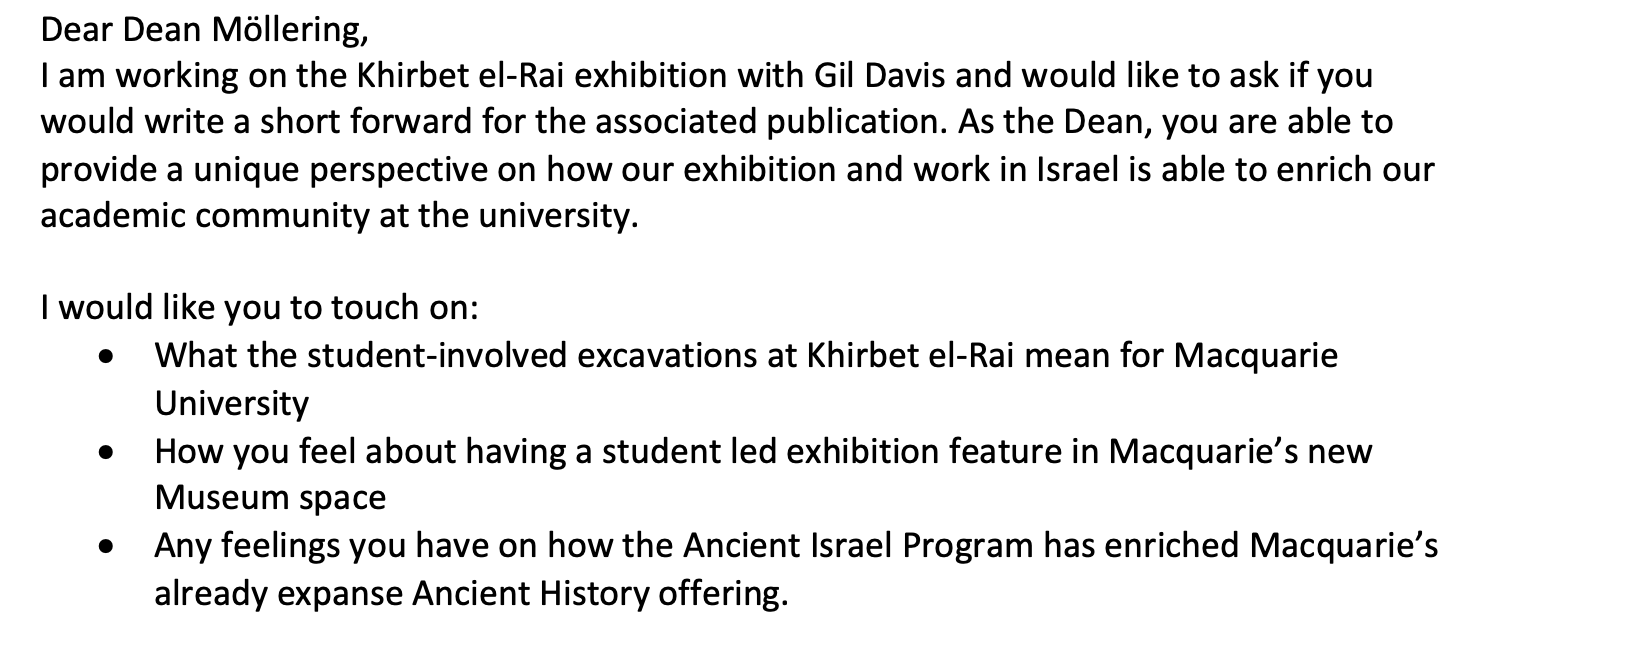 Dear Dean Möllering,
I am working on the Khirbet el-Rai exhibition with Gil Davis and would like to ask if you
would write a short forward for the associated publication. As the Dean, you are able to
provide a unique perspective on how our exhibition and work in Israel is able to enrich our
academic community at the university.
I would like you to touch on:
• What the student-involved excavations at Khirbet el-Rai mean for Macquarie
University
• How you feel about having a student led exhibition feature in Macquarie’s new
Museum space
• Any feelings you have on how the Ancient Israel Program has enriched Macquarie’s
already expanse Ancient History offering.